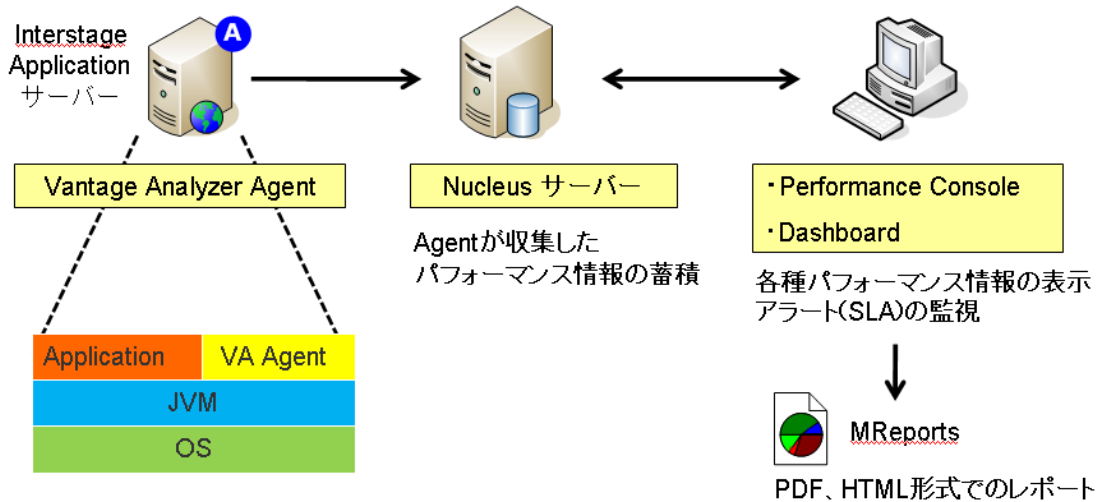 Interstage
Application
サーバー
A
Vantage Analyzer Agent
Application
VA Agent
JVM
OS
Nucleus サーバー
Agentが収集した
パフォーマンス情報の蓄積
・Performance Console
・Dashboard
各種パフォーマンス情報の表示
アラート(SLA)の監視
MReports
PDF、HTML形式でのレポート